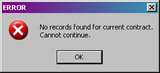 ERROR
No records found for current contract.
Cannot continue.
OK